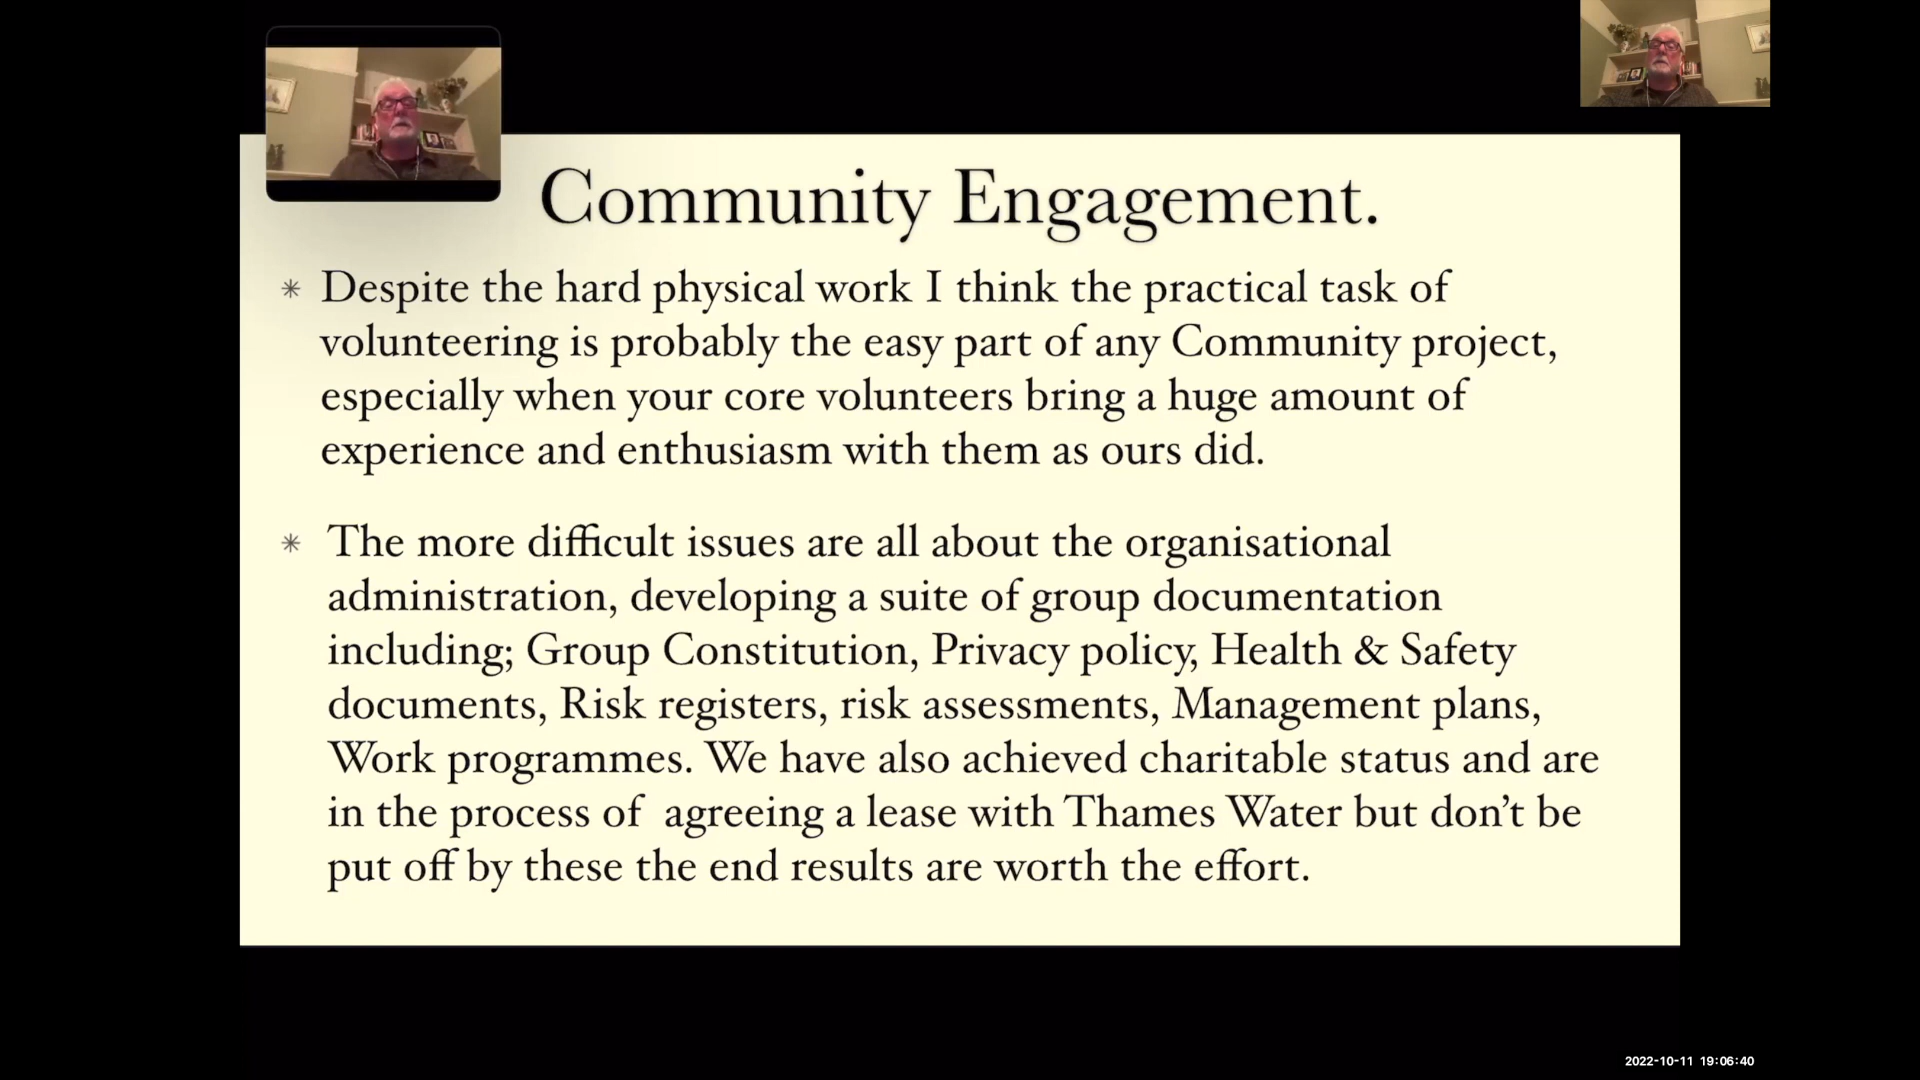 Community Engagement.
Despite the hard physical work I think the practical task of
volunteering is probably the easy part of any Community project,
especially when your core volunteers bring a huge amount of
experience and enthusiasm with them as ours did.
The more difficult issues are all about the organisational
administration, developing a suite of group documentation
including; Group Constitution, Privacy policy, Health & Safety
documents, Risk registers, risk assessments, Management plans,
Work programmes. We have also achieved charitable status and are
in the process of  agreeing a lease with Thames Water but don’t be
put off by these the end results are worth the effort.
2022-10-11 19:06:40